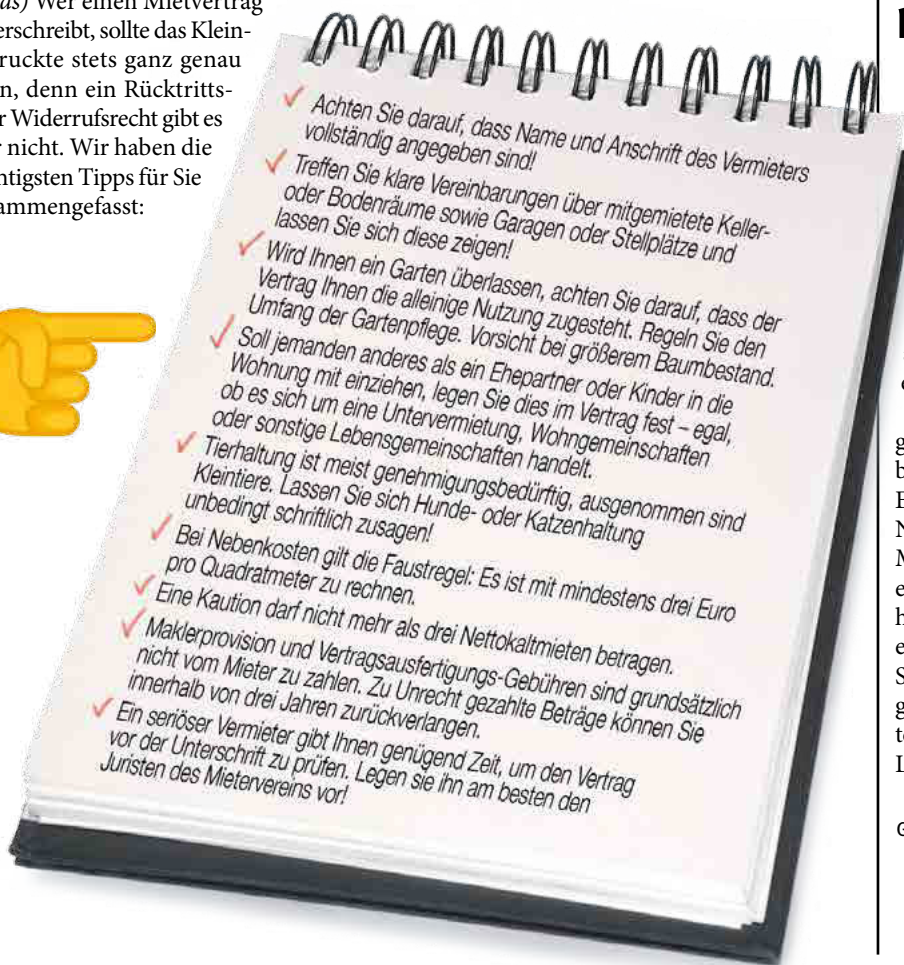 as) Wer einen Mietvertrag
erschreibt, sollte das Klein-
ruckte stets ganz genau
n, denn ein Rücktritts-
r Widerrufsrecht gibt es
r nicht. Wir haben die
htigsten Tipps für Sie
ammengefasst:
Achten Sie darauf, dass Name und Anschrift des Vermieters
vollständig angegeben sind!
Treffen Sie klare Vereinbarungen über mitgemietete Keller-
oder Bodenräume sowie Garagen oder Stellplätze und
lassen Sie sich diese zeigen!
Wird Ihnen ein Garten überlassen, achten Sie darauf, dass der
Vertrag Ihnen die alleinige Nutzung zugesteht. Regeln Sie den
Umfang der Gartenpflege. Vorsicht bei größerem Baumbestand.
Soll jemanden anderes als ein Ehepartner oder Kinder in die
Wohnung mit einziehen, legen Sie dies im Vertrag fest – egal,
ob es sich um eine Untervermietung, Wohngemeinschaften
oder sonstige Lebensgemeinschaften handelt.
Tierhaltung ist meist genehmigungsbedürftig, ausgenommen sind
Kleintiere. Lassen Sie sich Hunde- oder Katzenhaltung
unbedingt schriftlich zusagen!
Bei Nebenkosten gilt die Faustregel: Es ist mit mindestens drei Euro
pro Quadratmeter zu rechnen.
Eine Kaution darf nicht mehr als drei Nettokaltmieten betragen.
Maklerprovision und Vertragsausfertigungs-Gebühren sind grundsätzlich
nicht vom Mieter zu zahlen. Zu Unrecht gezahlte Beträge können Sie
innerhalb von drei Jahren zurückverlangen.
Ein seriöser Vermieter gibt Ihnen genügend Zeit, um den Vertrag
vor der Unterschrift zu prüfen. Legen sie ihn am besten den
Juristen des Mietervereins vor!
g
b
E
N
M
e
h
e
S
g
t
L